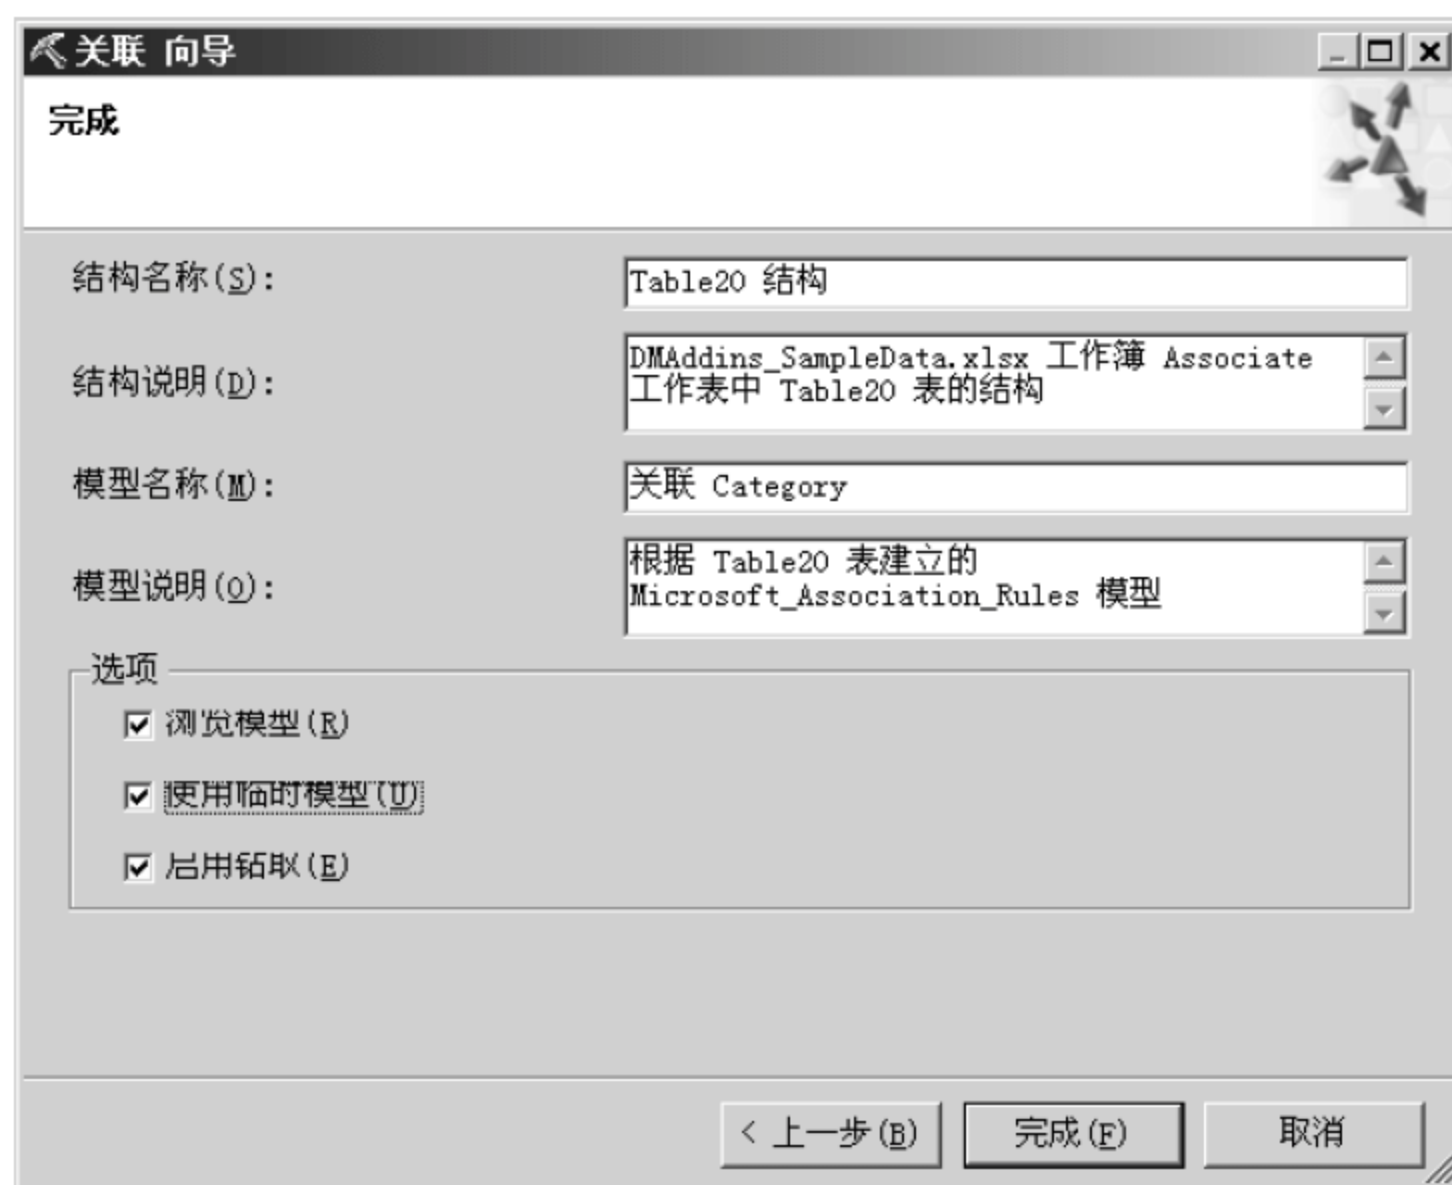 关联 向导
完成
结构名称(S):
Table20 结构
结构说明(D):
DMAddins_SampleData.xlsx 工作簿 Associate
工作表中 Table20 表的结构
模型名称(M):
关联 Category
模型说明(O):
根据 Table20 表建立的
Microsoft_Association_Rules 模型
选项
浏览模型(R)
使用临时模型(U)
启用钻取(E)
< 上一步(B)
完成(F)
取消